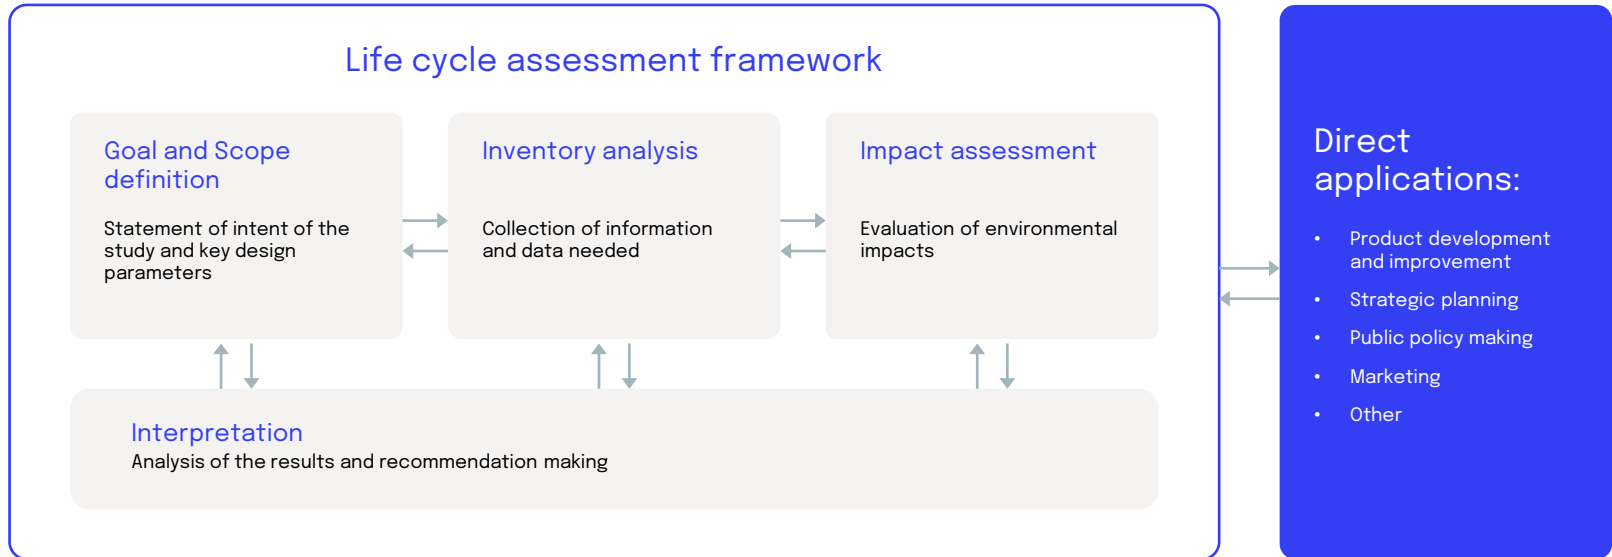 Life cycle assessment framework
Goal and Scope
definition
Statement of intent of the
study and key design
parameters
Inventory analysis
Collection of information
and data needed
Impact assessment
Evaluation of environmental
impacts
Interpretation
Analysis of the results and recommendation making
Direct
applications:
• Product development
and improvement
• Strategic planning
• Public policy making
• Marketing
• Other